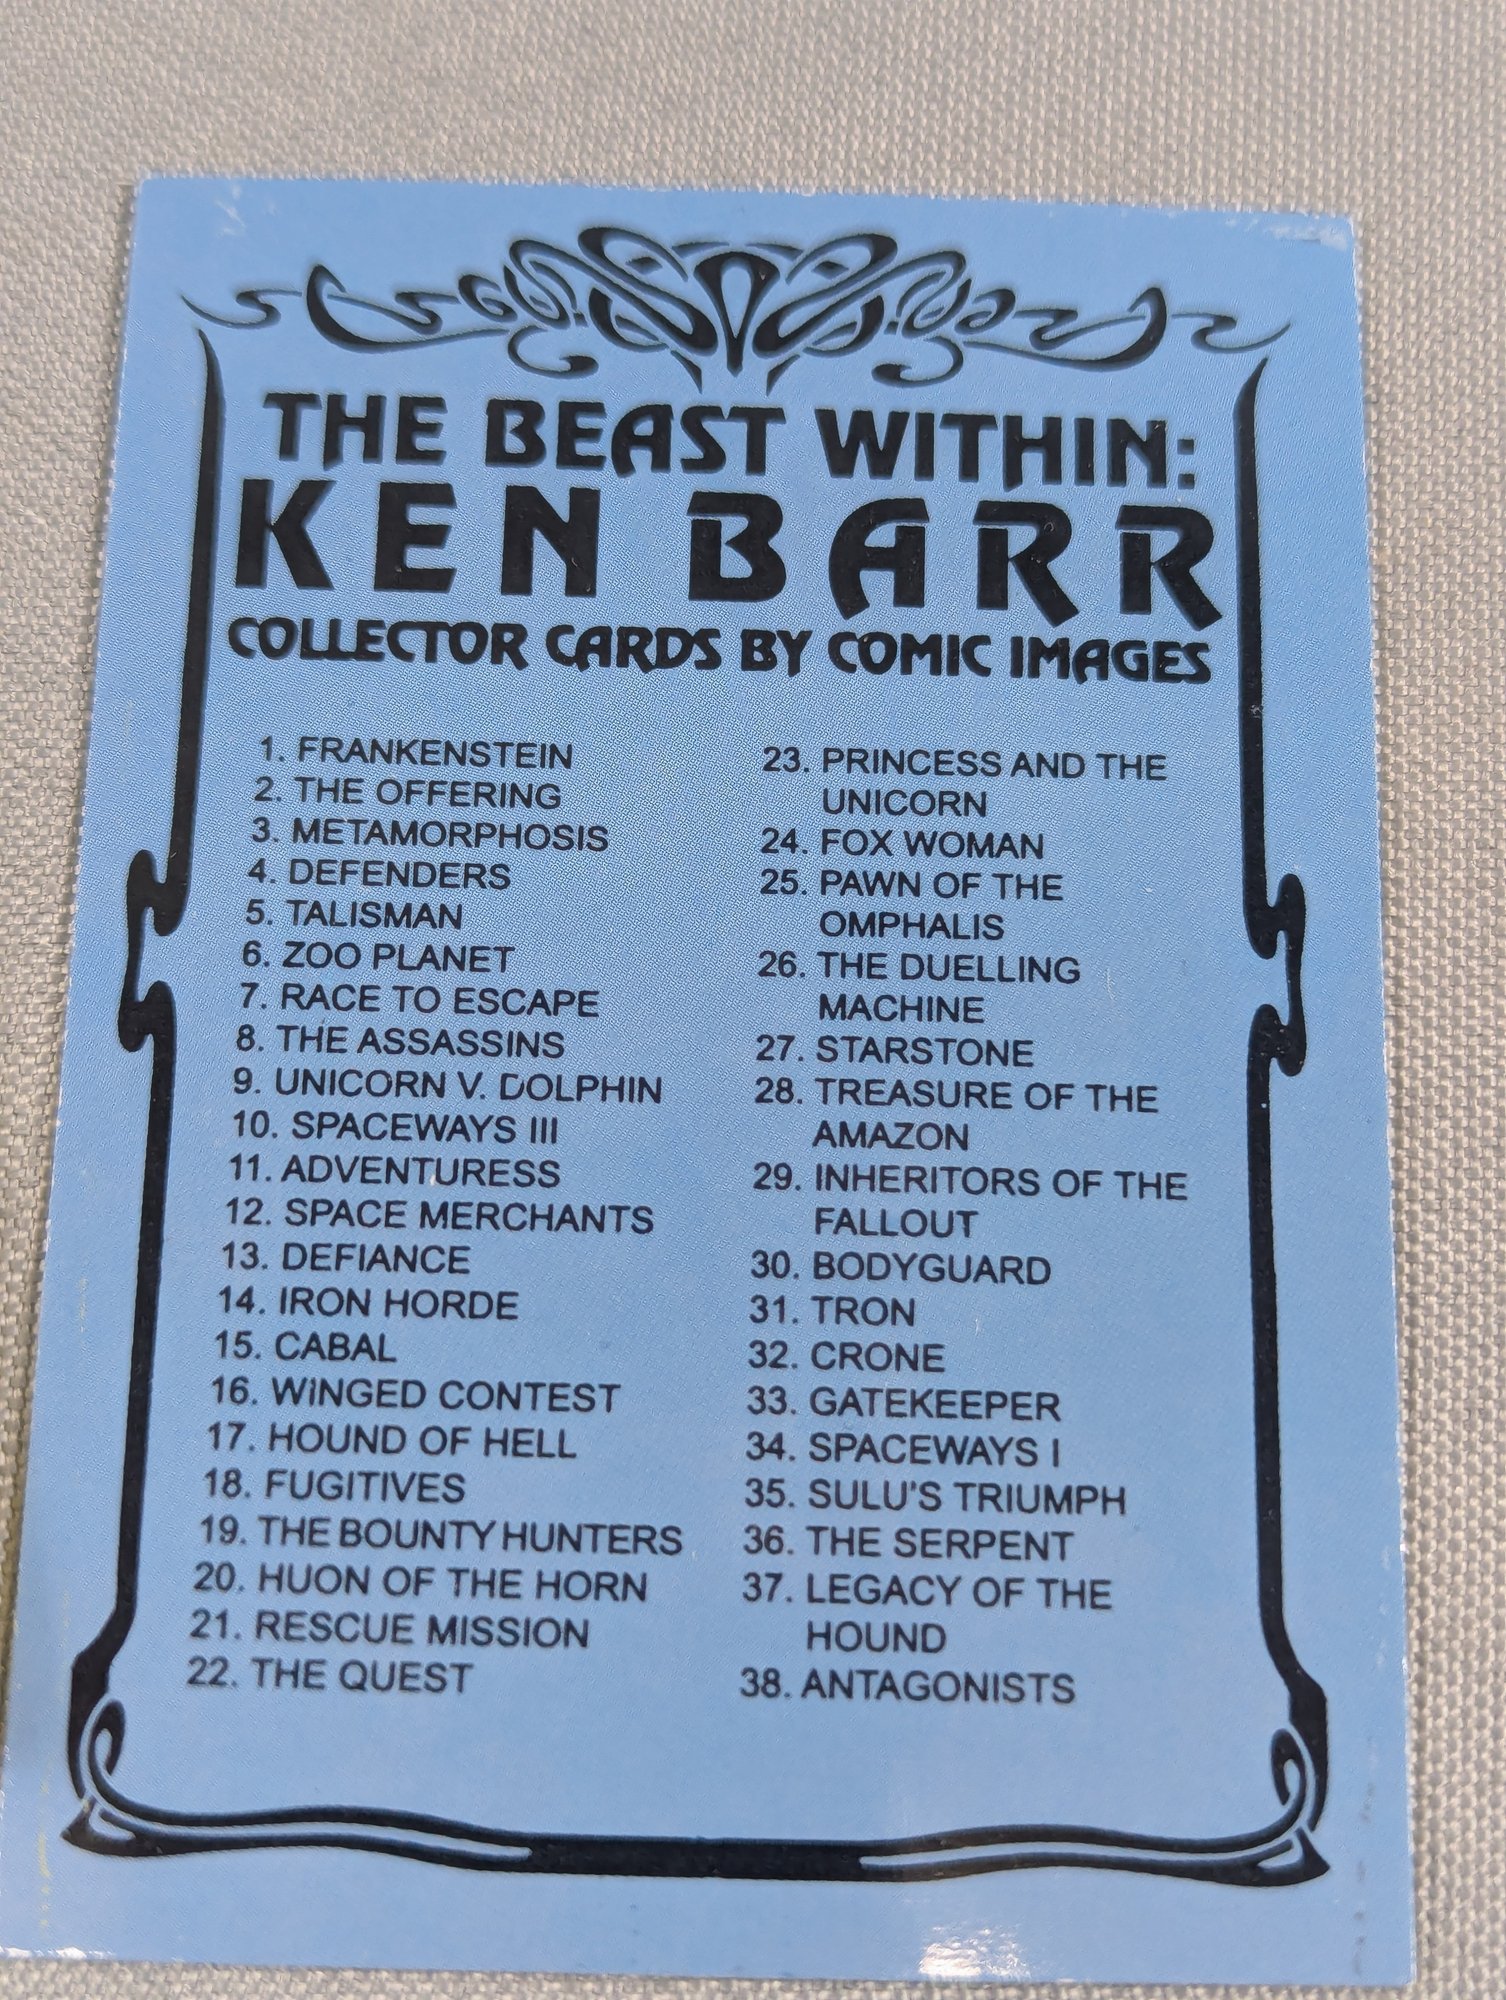 THE BEAST WITHIN:
KEN BARR
COLLECTOR CARDS BY COMIC IMAGES
1. FRANKENSTEIN
2. THE OFFERING
3. METAMORPHOSIS
4. DEFENDERS
5. TALISMAN
6. ZOO PLANET
7. RACE TO ESCAPE
8. THE ASSASSINS
9. UNICORN V. DOLPHIN
10. SPACEWAYS III
11. ADVENTURESS
12. SPACE MERCHANTS
13. DEFIANCE
14. IRON HORDE
15. CABAL
16. WINGED CONTEST
17. HOUND OF HELL
18. FUGITIVES
19. THE BOUNTY HUNTERS
20. HUON OF THE HORN
21. RESCUE MISSION
22. THE QUEST
23. PRINCESS AND THE
UNICORN
24. FOX WOMAN
25. PAWN OF THE
OMPHALIS
26. THE DUELLING
MACHINE
27. STARSTONE
28. TREASURE OF THE
AMAZON
29. INHERITORS OF THE
FALLOUT
30. BODYGUARD
31. TRON
32. CRONE
33. GATEKEEPER
34. SPACEWAYS I
35. SULU'S TRIUMPH
36. THE SERPENT
37. LEGACY OF THE
HOUND
38. ANTAGONISTS